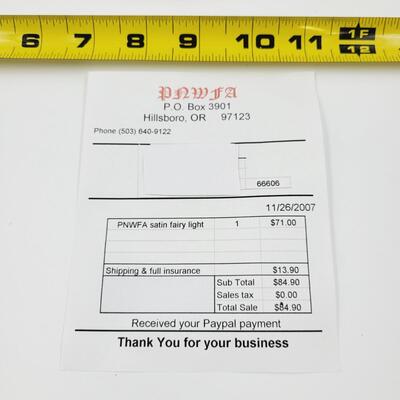 6 7 8 9 10 11 1F
12
PNWFA
P.O. Box 3901
Hillsboro, OR 97123
Phone (503) 640-9122
66606
11/26/2007
PNWFA satin fairy light 1 $71.00
Shipping & full insurance $13.90
Sub Total $84.90
Sales tax $0.00
Total Sale $84.90
Received your Paypal payment
Thank You for your business